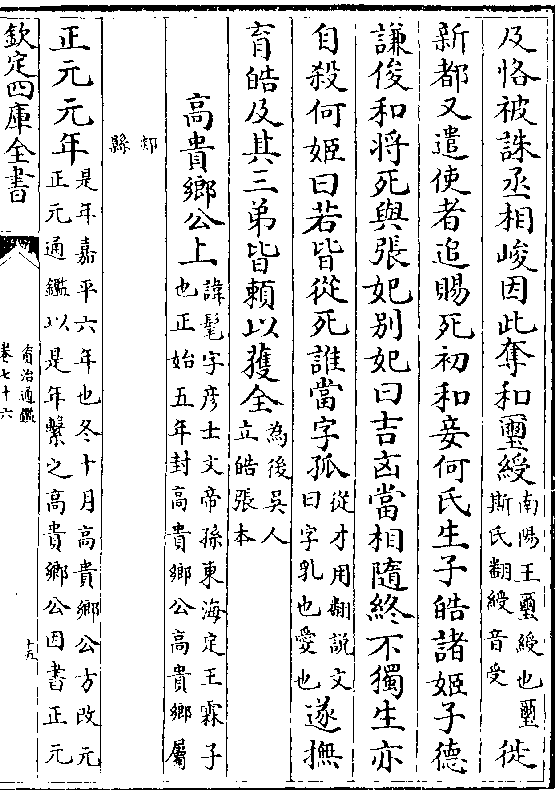 及恪被誅丞相峻因此奪和璽綬南陽王璽綬也璽斯氏翻綬音受徙
新都又遣使者追賜死初和妾何氏生子皓諸姬子德
謙俊和將死與張妃別妃曰吉㐫當相隨終不獨生亦
自殺何姬曰若皆從死誰當字孤從才用翻說文曰字乳也愛也遂撫
育皓及其三弟皆賴以獲全為後吳人立皓張本
高貴鄉公上諱髦字彦士文帝孫東海定王霖子也正始五年封高貴鄉公高貴鄉屬
郯縣
正元元年是年嘉平六年也冬十月高貴鄉公方改元正元通鑑以是年繫之高貴鄉公因書正元
欽定四庫全書
資治通鑑
卷七十六
十五